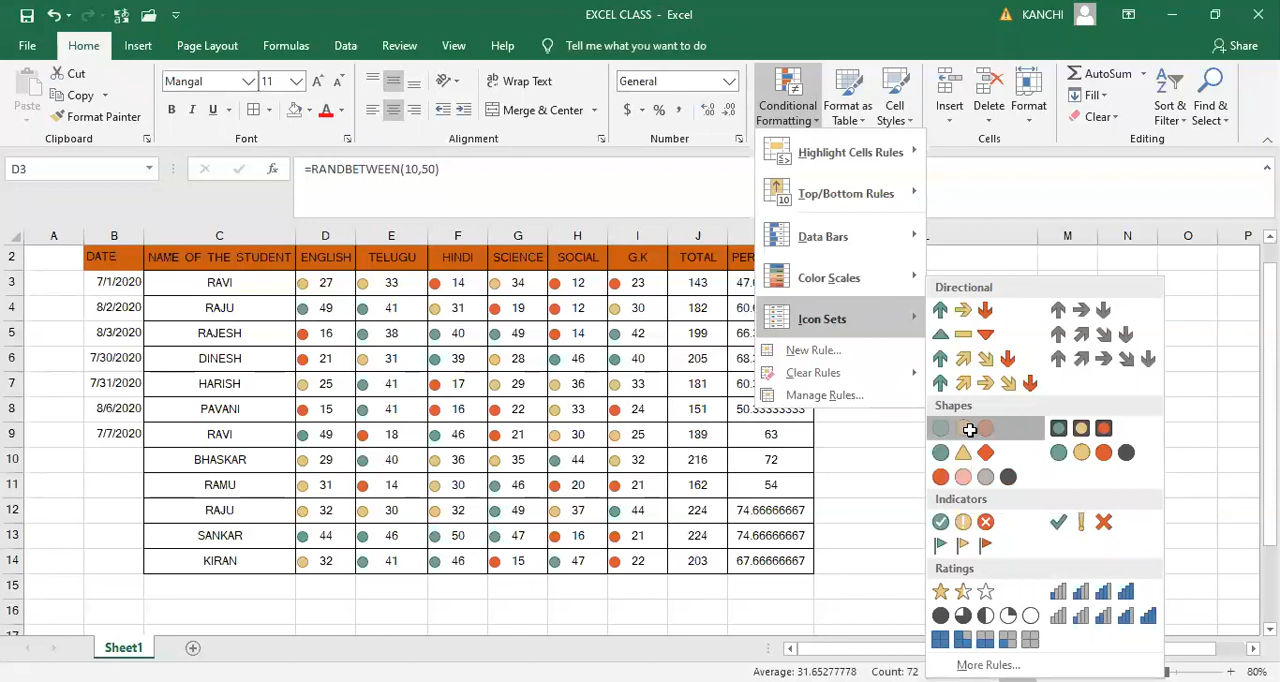 EXCEL CLASS - Excel
KANCHI
File Home Insert Page Layout Formulas Data Review View Help Tell me what you want to do Share
Paste Cut Copy Format Painter Clipboard
Mangal 11 B I U A Font
Wrap Text Merge & Center Alignment
General $ % Number
Conditional Formatting Format as Table Cell Styles
Insert Delete Format Cells
AutoSum Fill Clear Sort & Filter Find & Select Editing
D3 fx =RANDBETWEEN(10,50)
Highlight Cells Rules
Top/Bottom Rules
Data Bars
Color Scales
Icon Sets
New Rule...
Clear Rules
Manage Rules...
Directional
Shapes
Indicators
Ratings
More Rules...
A B C D E F G H I J L M N O P
2 DATE NAME OF THE STUDENT ENGLISH TELUGU HINDI SCIENCE SOCIAL G.K TOTAL PER
3 7/1/2020 RAVI 27 33 14 34 12 23 143 47.
4 8/2/2020 RAJU 49 41 31 19 12 30 182 60.
5 8/3/2020 RAJESH 16 38 40 49 14 42 199 66.
6 7/30/2020 DINESH 21 31 39 28 46 40 205 68.
7 7/31/2020 HARISH 25 41 17 29 36 33 181 60.
8 8/6/2020 PAVANI 15 41 16 22 33 24 151 50.33333333
9 7/7/2020 RAVI 49 18 46 21 30 25 189 63
10 BHASKAR 29 40 36 35 44 32 216 72
11 RAMU 31 14 30 46 20 21 162 54
12 RAJU 32 30 32 49 37 44 224 74.66666667
13 SANKAR 44 46 50 47 16 21 224 74.66666667
14 KIRAN 32 41 46 15 47 22 203 67.66666667
15
16
Sheet1
Average: 31.65277778 Count: 72 80%